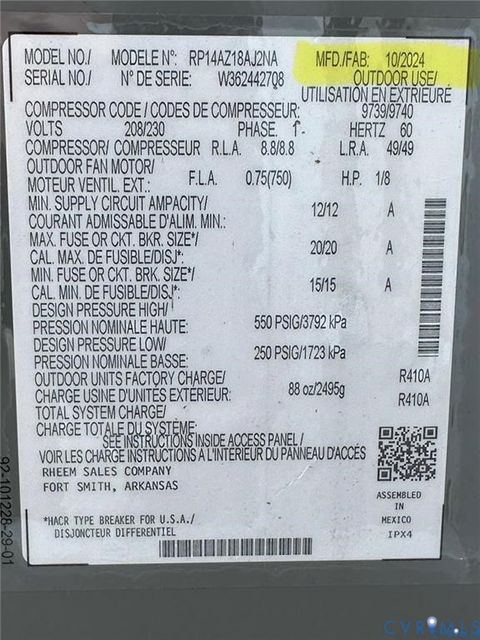 MODEL NO./ MODELE N°: RP14AZ18AJ2NA MFD./FAB: 10/2024
SERIAL NO./ N° DE SERIE: W362442708 OUTDOOR USE/
UTILISATION EN EXTRIEURÉ
COMPRESSOR CODE / CODES DE COMPRESSEUR: 9739/9740
VOLTS 208/230 PHASE. 1 HERTZ 60
COMPRESSOR/ COMPRESSEUR R.L.A. 8.8/8.8 L.R.A. 49/49
OUTDOOR FAN MOTOR/
MOTEUR VENTIL. EXT.: F.L.A. 0.75(750) H.P. 1/8
MIN. SUPPLY CIRCUIT AMPACITY/
COURANT ADMISSABLE D'ALIM. MIN.: 12/12 A
MAX. FUSE OR CKT. BKR. SIZE*/
CAL. MAX. DE FUSIBLE/DISJ*: 20/20 A
MIN. FUSE OR CKT. BRK. SIZE*/
CAL. MIN. DE FUSIBLE/DISJ*: 15/15 A
DESIGN PRESSURE HIGH/
PRESSION NOMINALE HAUTE: 550 PSIG/3792 kPa
DESIGN PRESSURE LOW/
PRESSION NOMINALE BASSE: 250 PSIG/1723 kPa
OUTDOOR UNITS FACTORY CHARGE/ R410A
CHARGE USINE D'UNITÉS EXTÉRIEUR: 88 oz/2495g
TOTAL SYSTEM CHARGE/ R410A
CHARGE TOTALE DU SYSTÈME:
SEE INSTRUCTIONS INSIDE ACCESS PANEL/
VOIR LES CHARGE INSTRUCTIONS A L'INTERIEUR DU PANNEAU D'ACCÉS
RHEEM SALES COMPANY
FORT SMITH, ARKANSAS
ASSEMBLED
IN
MEXICO
IPX4
*HACR TYPE BREAKER FOR U.S.A./
DISJONCTEUR DIFFERENTIEL
92-101228-29-01
CVRMLS